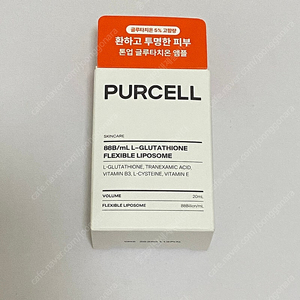 글루타치온 5% 고함량
환하고 투명한 피부
톤업 글루타치온 앰플
PURCELL
SKINCARE
88B/mL L-GLUTATHIONE
FLEXIBLE LIPOSOME
L-GLUTATHIONE, TRANEXAMIC ACID,
VITAMIN B3, L-CYSTEINE, VITAMIN E
VOLUME 20mL
FLEXIBLE LIPOSOME